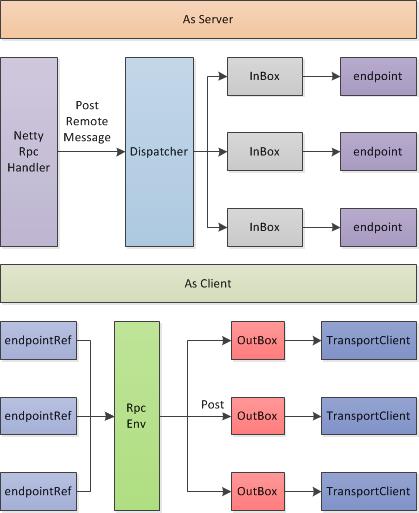 As Server
Netty
Rpc
Handler
Post
Remote
Message
Dispatcher
InBox
endpoint
InBox
endpoint
InBox
endpoint
As Client
endpointRef
endpointRef
endpointRef
Rpc
Env
Post
OutBox
TransportClient
OutBox
TransportClient
OutBox
TransportClient